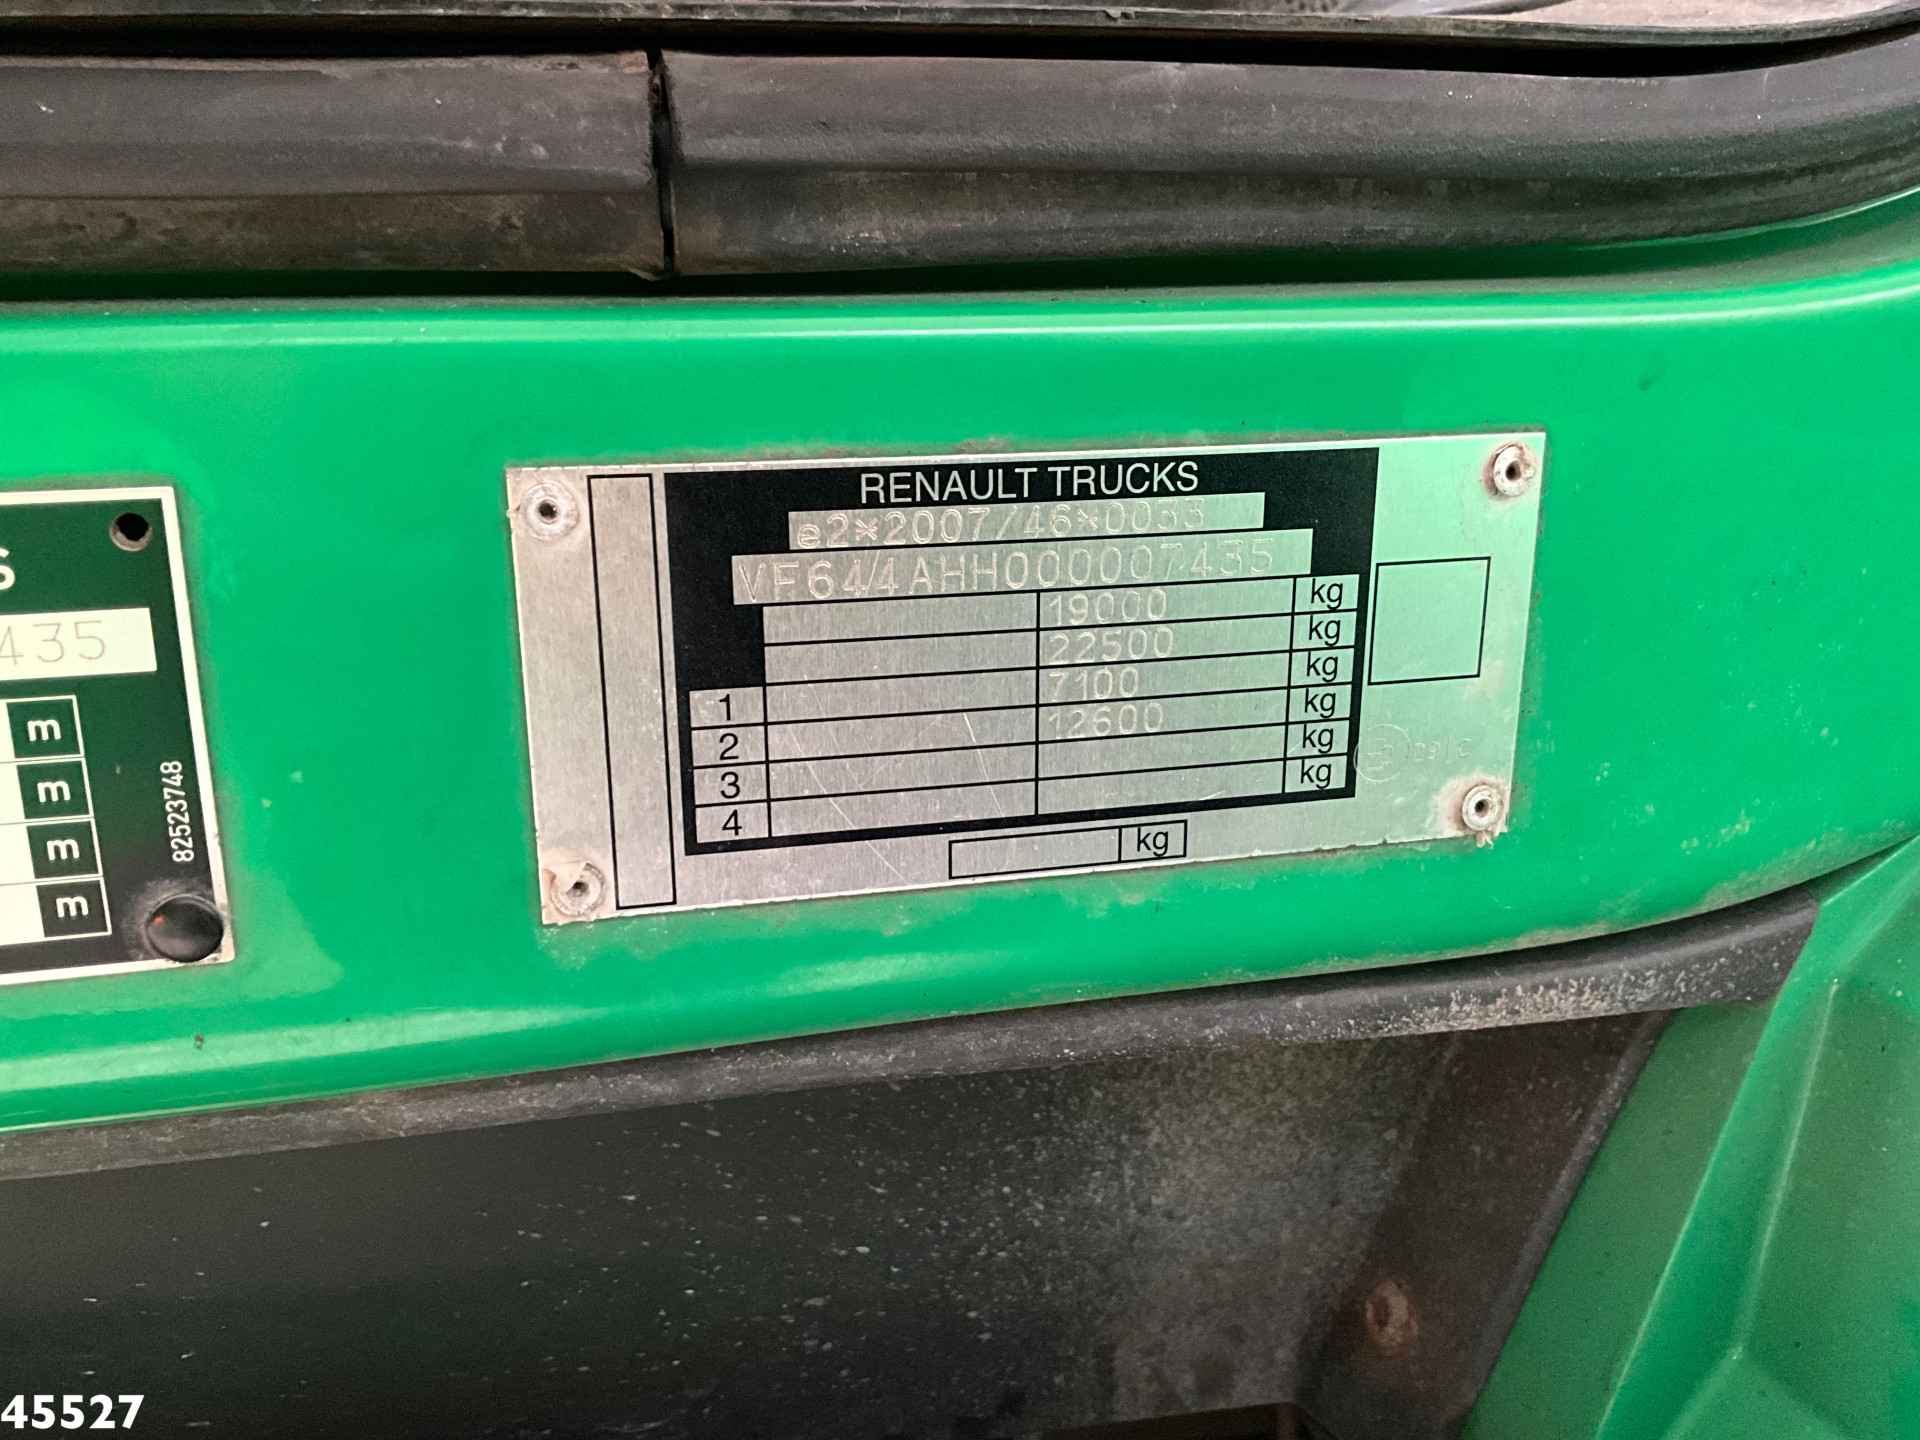 RENAULT TRUCKS
e2*2007/46*0033
VF644AHH000007435
19000 kg
22500 kg
1 7100 kg
2 12600 kg
3 kg
4 kg
kg
S
435
m
m
m
m
82523748
45527